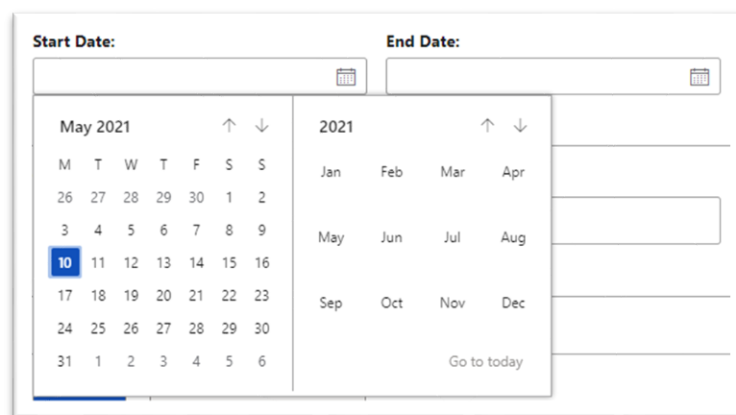 Start Date: End Date:
May 2021 2021
M T W T F S S
Jan Feb Mar Apr
26 27 28 29 30 1 2
3 4 5 6 7 8 9
May Jun Jul Aug
10 11 12 13 14 15 16
17 18 19 20 21 22 23
Sep Oct Nov Dec
24 25 26 27 28 29 30
31 1 2 3 4 5 6
Go to today